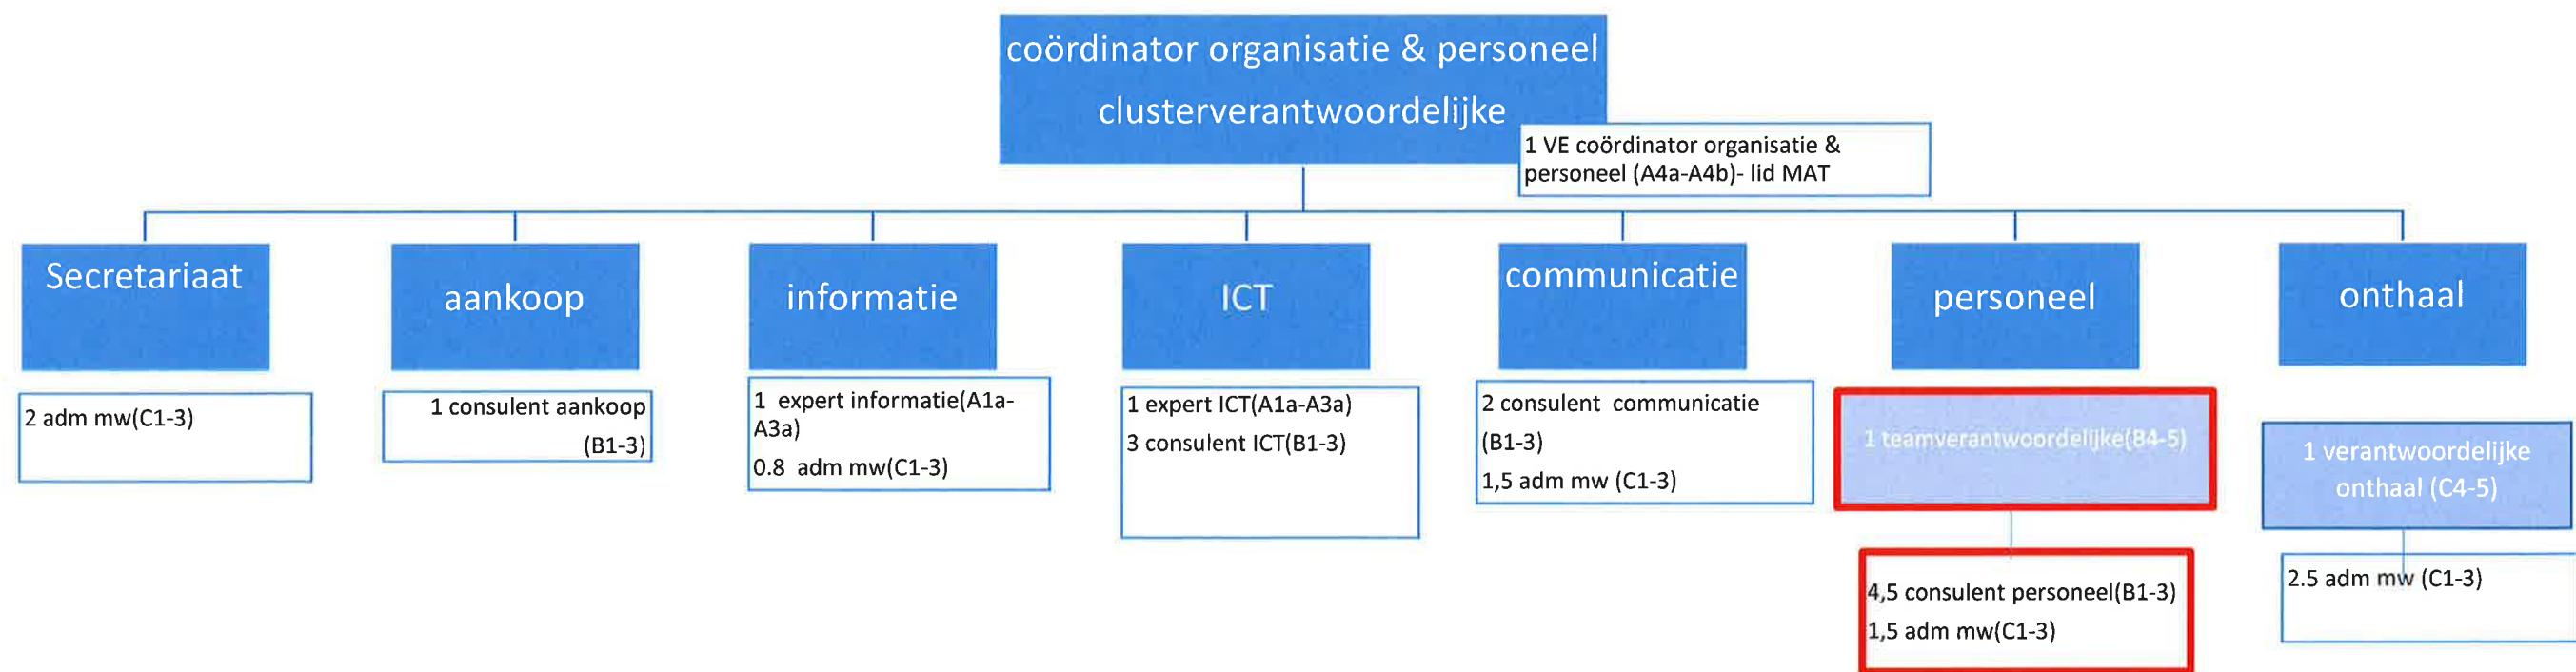 coördinator organisatie & personeel
clusterverantwoordelijke
1 VE coördinator organisatie &
personeel (A4a-A4b)- lid MAT
Secretariaat
aankoop
informatie
ICT
communicatie
personeel
onthaal
2 adm mw(C1-3)
1 consulent aankoop
(B1-3)
1 expert informatie(A1a-
A3a)
0.8 adm mw(C1-3)
1 expert ICT(A1a-A3a)
3 consulent ICT(B1-3)
2 consulent communicatie
(B1-3)
1,5 adm mw (C1-3)
1 teamverantwoordelijke(B4-5)
4,5 consulent personeel(B1-3)
1,5 adm mw(C1-3)
1 verantwoordelijke
onthaal (C4-5)
2.5 adm mw (C1-3)